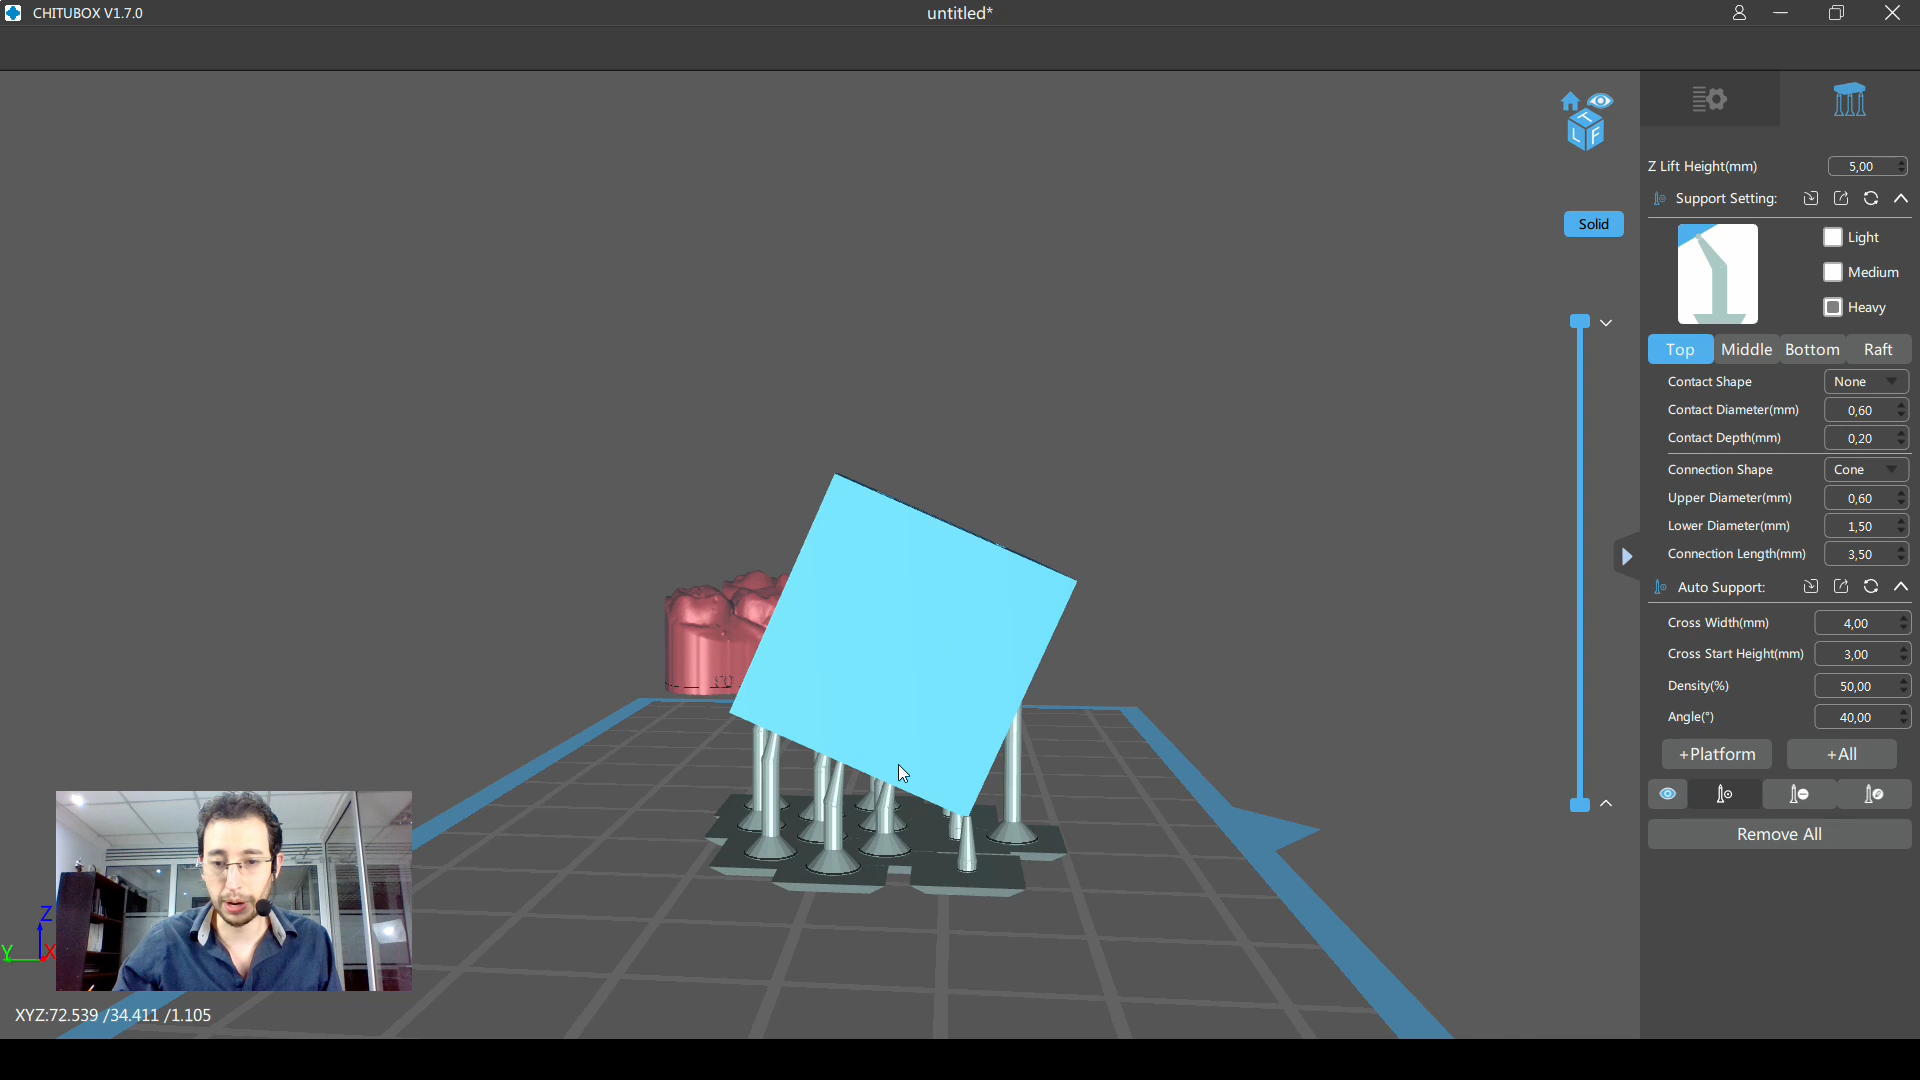 CHITUBOX V1.7.0
untitled*
T
L F
Solid
Z Lift Height(mm) 5,00
Support Setting:
Light
Medium
Heavy
Top Middle Bottom Raft
Contact Shape None
Contact Diameter(mm) 0,60
Contact Depth(mm) 0,20
Connection Shape Cone
Upper Diameter(mm) 0,60
Lower Diameter(mm) 1,50
Connection Length(mm) 3,50
Auto Support:
Cross Width(mm) 4,00
Cross Start Height(mm) 3,00
Density(%) 50,00
Angle(°) 40,00
+Platform +All
Remove All
Z
Y X
XYZ:72.539 /34.411 /1.105